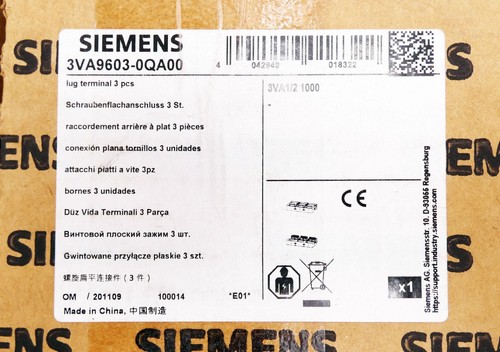 SIEMENS
3VA9603-0QA00
4 042948 018322
lug terminal 3 pcs
3VA1/2 1000
Schraubenflachanschluss 3 St.
raccordement arrière à plat 3 pièces
conexión plana tornillos 3 unidades
attacchi piatti a vite 3pz
bornes 3 unidades
Düz Vida Terminali 3 Parça
Винтовой плоский зажим 3 шт.
Gwintowane przyłącze płaskie 3 szt.
螺旋扁平连接件 (3 件)
OM / 201109 100014 *E01*
Made in China, 中国制造
CE
x1
Siemens AG, Siemensstr. 10, D-93055 Regensburg
https://support.industry.siemens.com
SIEMENS